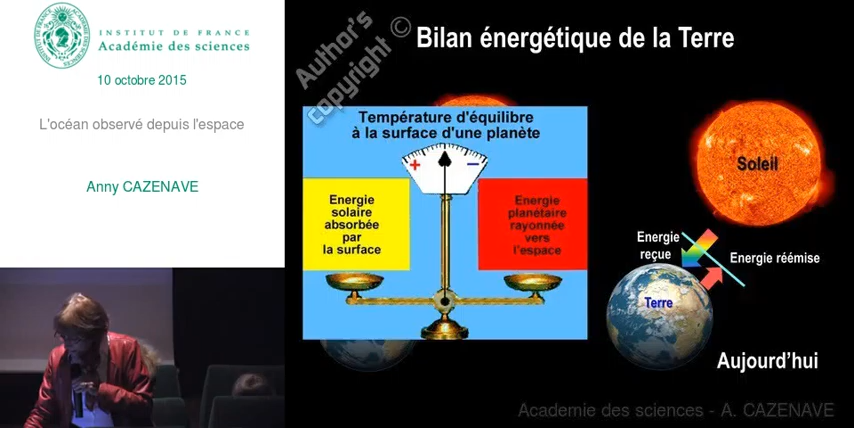 INSTITUT DE FRANCE
Académie des sciences
10 octobre 2015
L'océan observé depuis l'espace
Anny CAZENAVE
Author's
copyright ©
Bilan énergétique de la Terre
Température d'équilibre
à la surface d'une planète
+ −
Energie
solaire
absorbée
par
la surface
Energie
planétaire
rayonnée
vers
l'espace
Soleil
Energie
reçue
Energie réémise
Terre
Aujourd'hui
Academie des sciences - A. CAZENAVE